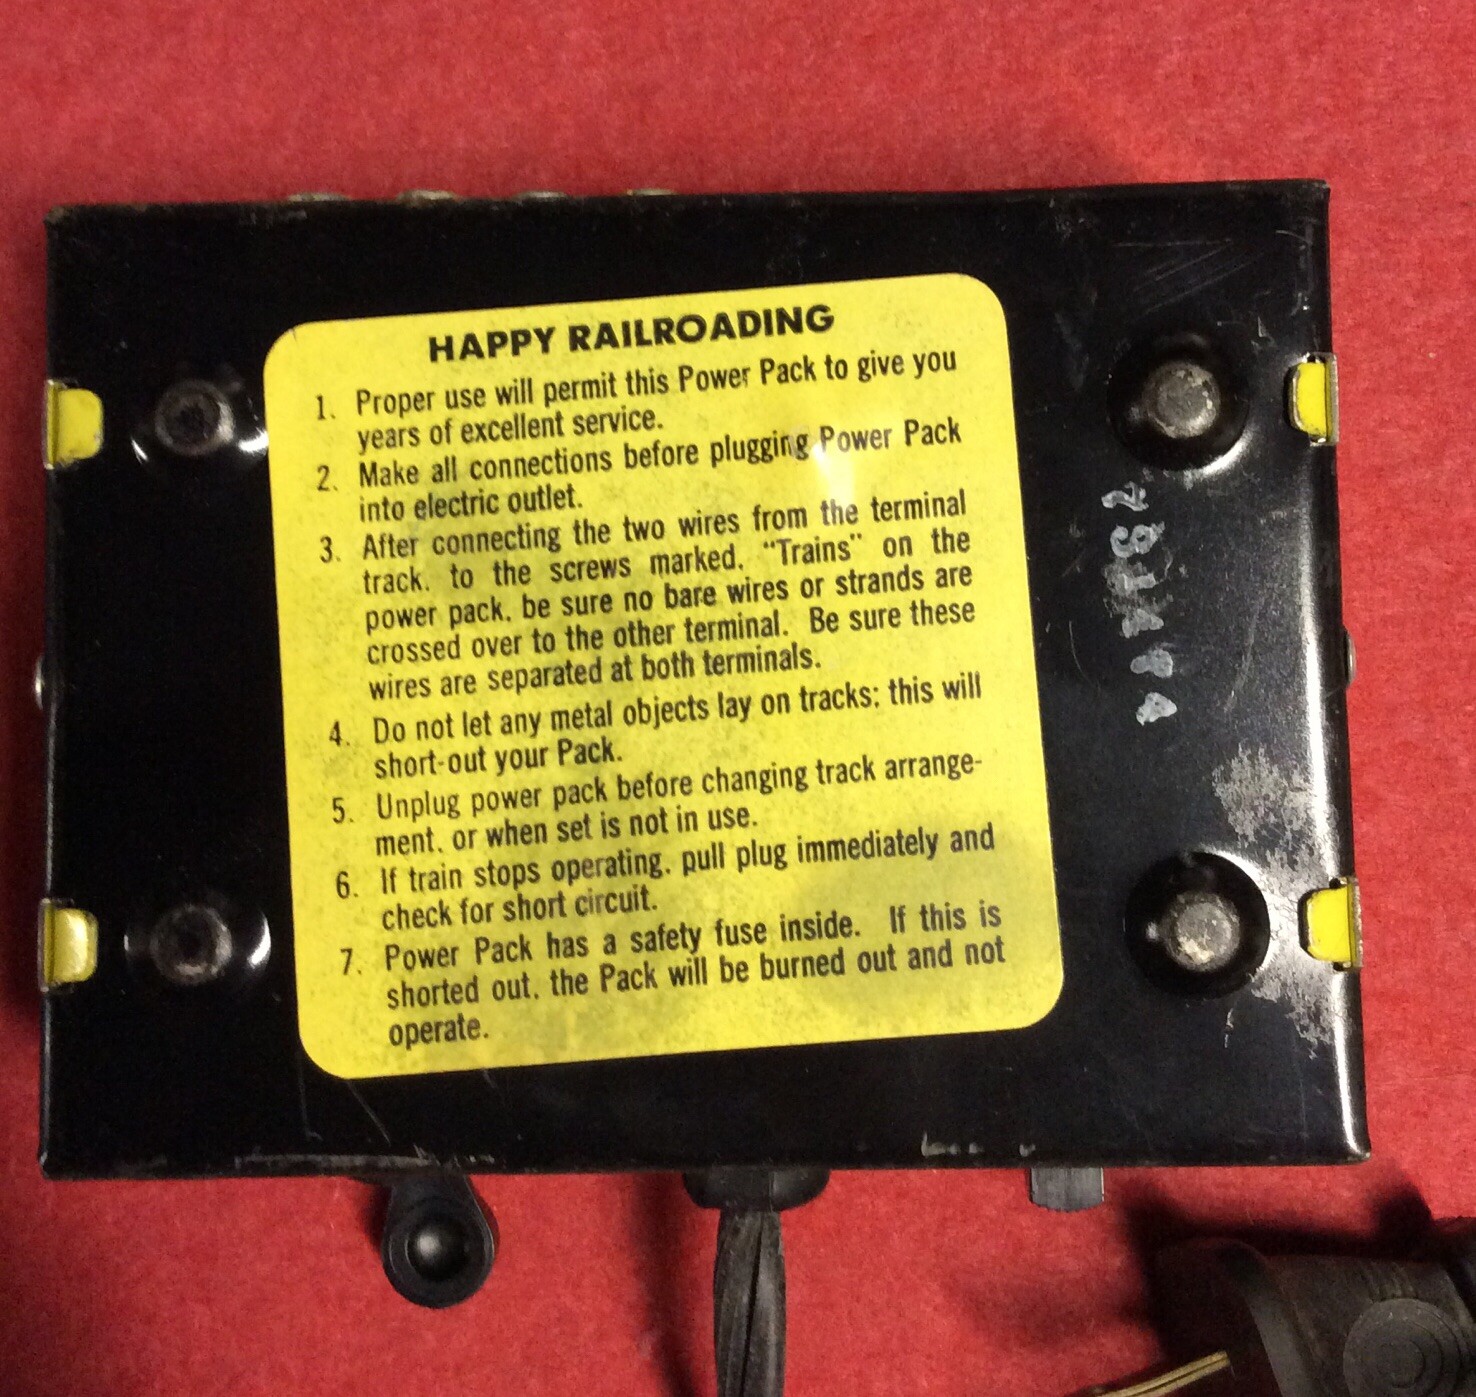 HAPPY RAILROADING
1. Proper use will permit this Power Pack to give you
years of excellent service.
2. Make all connections before plugging Power Pack
into electric outlet.
3. After connecting the two wires from the terminal
track. to the screws marked. “Trains” on the
power pack. be sure no bare wires or strands are
crossed over to the other terminal. Be sure these
wires are separated at both terminals.
4. Do not let any metal objects lay on tracks; this will
short-out your Pack.
5. Unplug power pack before changing track arrange-
ment. or when set is not in use.
6. If train stops operating. pull plug immediately and
check for short circuit.
7. Power Pack has a safety fuse inside. If this is
shorted out. the Pack will be burned out and not
operate.